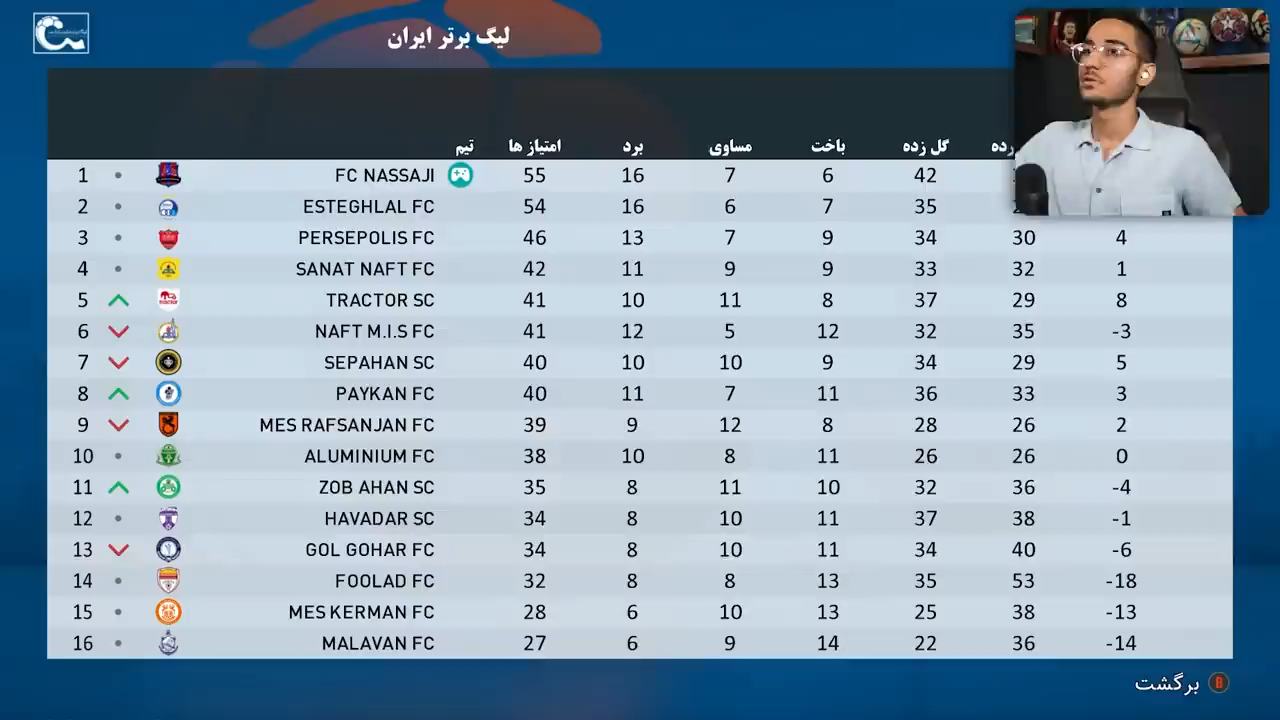 لیگ برتر ایران
تیم امتیاز ها برد مساوی باخت گل زده رده
1 FC NASSAJI 55 16 7 6 42
2 ESTEGHLAL FC 54 16 6 7 35
3 PERSEPOLIS FC 46 13 7 9 34 30 4
4 SANAT NAFT FC 42 11 9 9 33 32 1
5 TRACTOR SC 41 10 11 8 37 29 8
6 NAFT M.I.S FC 41 12 5 12 32 35 -3
7 SEPAHAN SC 40 10 10 9 34 29 5
8 PAYKAN FC 40 11 7 11 36 33 3
9 MES RAFSANJAN FC 39 9 12 8 28 26 2
10 ALUMINIUM FC 38 10 8 11 26 26 0
11 ZOB AHAN SC 35 8 11 10 32 36 -4
12 HAVADAR SC 34 8 10 11 37 38 -1
13 GOL GOHAR FC 34 8 10 11 34 40 -6
14 FOOLAD FC 32 8 8 13 35 53 -18
15 MES KERMAN FC 28 6 10 13 25 38 -13
16 MALAVAN FC 27 6 9 14 22 36 -14
برگشت B